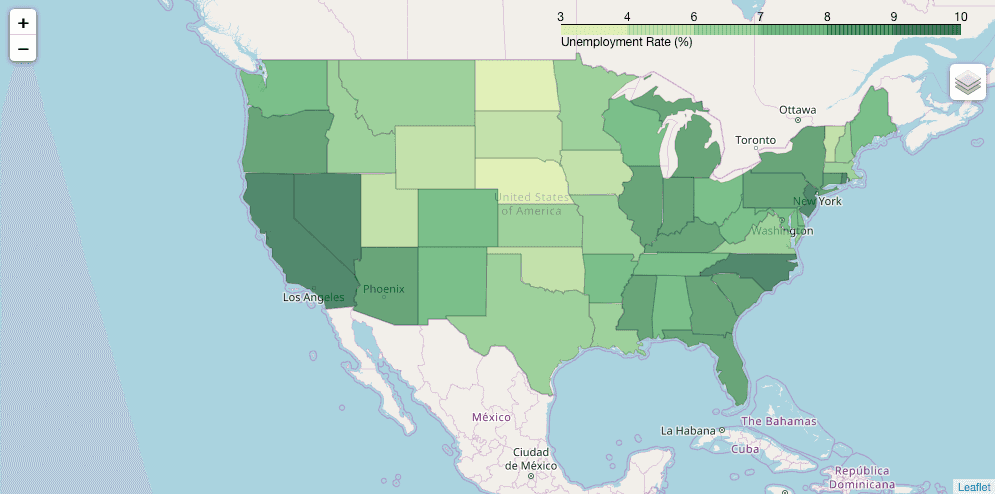 +
−
3 4 6 7 8 9 10
Unemployment Rate (%)
Ottawa
Toronto
United States
of America
New York
Washington
Los Angeles
Phoenix
México
Ciudad
de México
La Habana
The Bahamas
Cuba
República
Dominicana
Leaflet